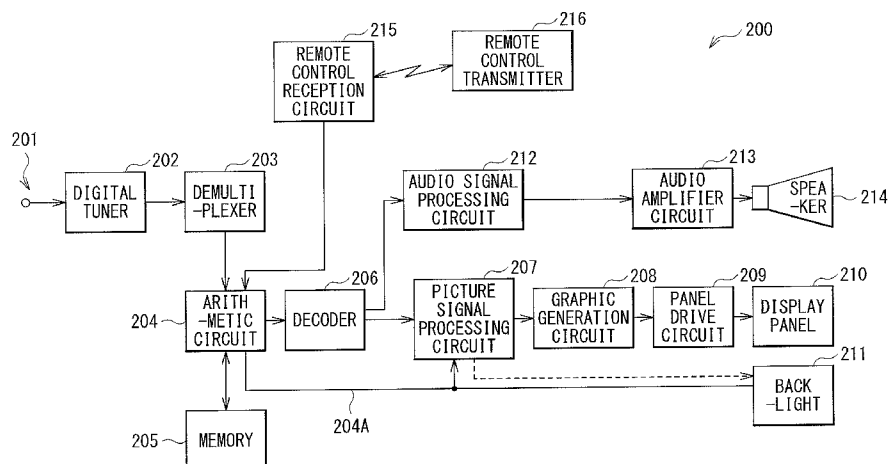 215
216
200
REMOTE
CONTROL
RECEPTION
CIRCUIT
REMOTE
CONTROL
TRANSMITTER
201
202
203
212
213
DIGITAL
TUNER
DEMULTI
-PLEXER
AUDIO SIGNAL
PROCESSING
CIRCUIT
AUDIO
AMPLIFIER
CIRCUIT
SPEA
-KER
214
206
207
208
209
210
204
ARITH
-METIC
CIRCUIT
DECODER
PICTURE
SIGNAL
PROCESSING
CIRCUIT
GRAPHIC
GENERATION
CIRCUIT
PANEL
DRIVE
CIRCUIT
DISPLAY
PANEL
211
BACK
-LIGHT
204A
205
MEMORY